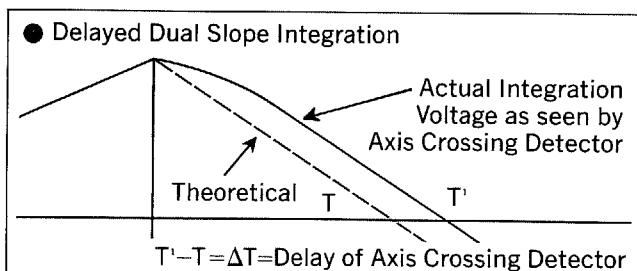 ● Delayed Dual Slope Integration
Actual Integration
Voltage as seen by
Axis Crossing Detector
Theoretical
T
T'
T'−T=ΔT=Delay of Axis Crossing Detector